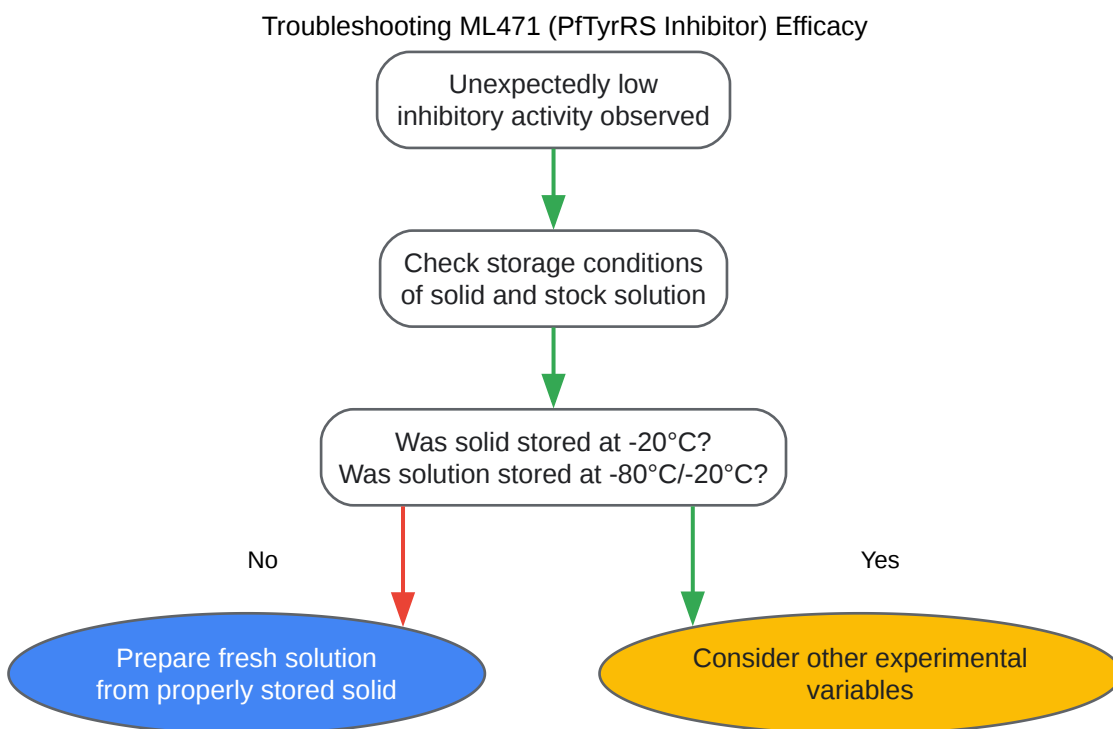 Troubleshooting ML471 (PfTyrRS Inhibitor) Efficacy
Unexpectedly low
inhibitory activity observed
Check storage conditions
of solid and stock solution
Was solid stored at -20°C?
Was solution stored at -80°C/-20°C?
No
Yes
Prepare fresh solution
from properly stored solid
Consider other experimental
variables